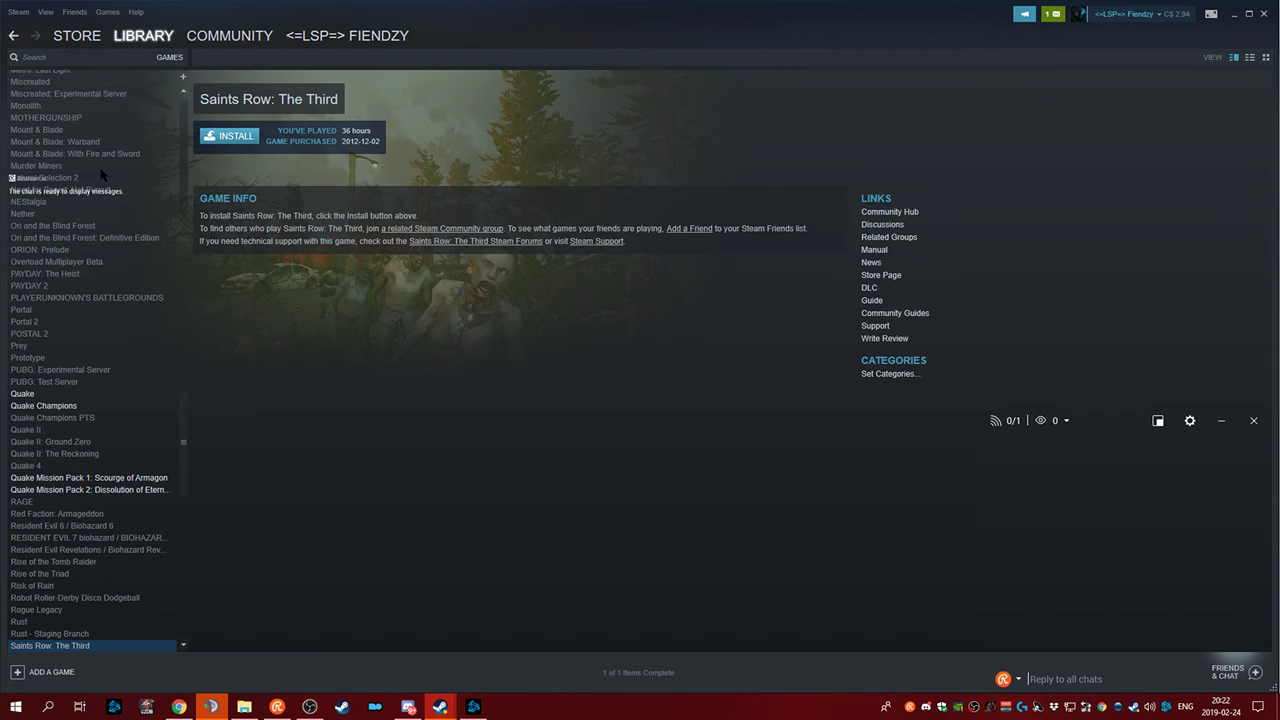 Steam View Friends Games Help
1 <=LSP=> Fiendzy C$ 2.94
STORE LIBRARY COMMUNITY <=LSP=> FIENDZY
Search GAMES
VIEW
Metro: Last Light
Miscreated
Miscreated: Experimental Server
Monolith
MOTHERGUNSHIP
Mount & Blade
Mount & Blade: Warband
Mount & Blade: With Fire and Sword
Murder Miners
Natural Selection 2
The chat is ready to display messages.
NEStalgia
Nether
Ori and the Blind Forest
Ori and the Blind Forest: Definitive Edition
ORION: Prelude
Overload Multiplayer Beta
PAYDAY: The Heist
PAYDAY 2
PLAYERUNKNOWN'S BATTLEGROUNDS
Portal
Portal 2
POSTAL 2
Prey
Prototype
PUBG: Experimental Server
PUBG: Test Server
Quake
Quake Champions
Quake Champions PTS
Quake II
Quake II: Ground Zero
Quake II: The Reckoning
Quake 4
Quake Mission Pack 1: Scourge of Armagon
Quake Mission Pack 2: Dissolution of Etern...
RAGE
Red Faction: Armageddon
Resident Evil 6 / Biohazard 6
RESIDENT EVIL 7 biohazard / BIOHAZAR...
Resident Evil Revelations / Biohazard Rev...
Rise of the Tomb Raider
Rise of the Triad
Risk of Rain
Robot Roller-Derby Disco Dodgeball
Rogue Legacy
Rust
Rust - Staging Branch
Saints Row: The Third
ADD A GAME
Saints Row: The Third
INSTALL
YOU'VE PLAYED 36 hours
GAME PURCHASED 2012-12-02
GAME INFO
To install Saints Row: The Third, click the Install button above.
To find others who play Saints Row: The Third, join a related Steam Community group. To see what games your friends are playing, Add a Friend to your Steam Friends list.
If you need technical support with this game, check out the Saints Row: The Third Steam Forums or visit Steam Support.
LINKS
Community Hub
Discussions
Related Groups
Manual
News
Store Page
DLC
Guide
Community Guides
Support
Write Review
CATEGORIES
Set Categories...
0/1 0
1 of 1 Items Complete
FRIENDS
& CHAT
Reply to all chats
ENG
20:22
2019-02-24